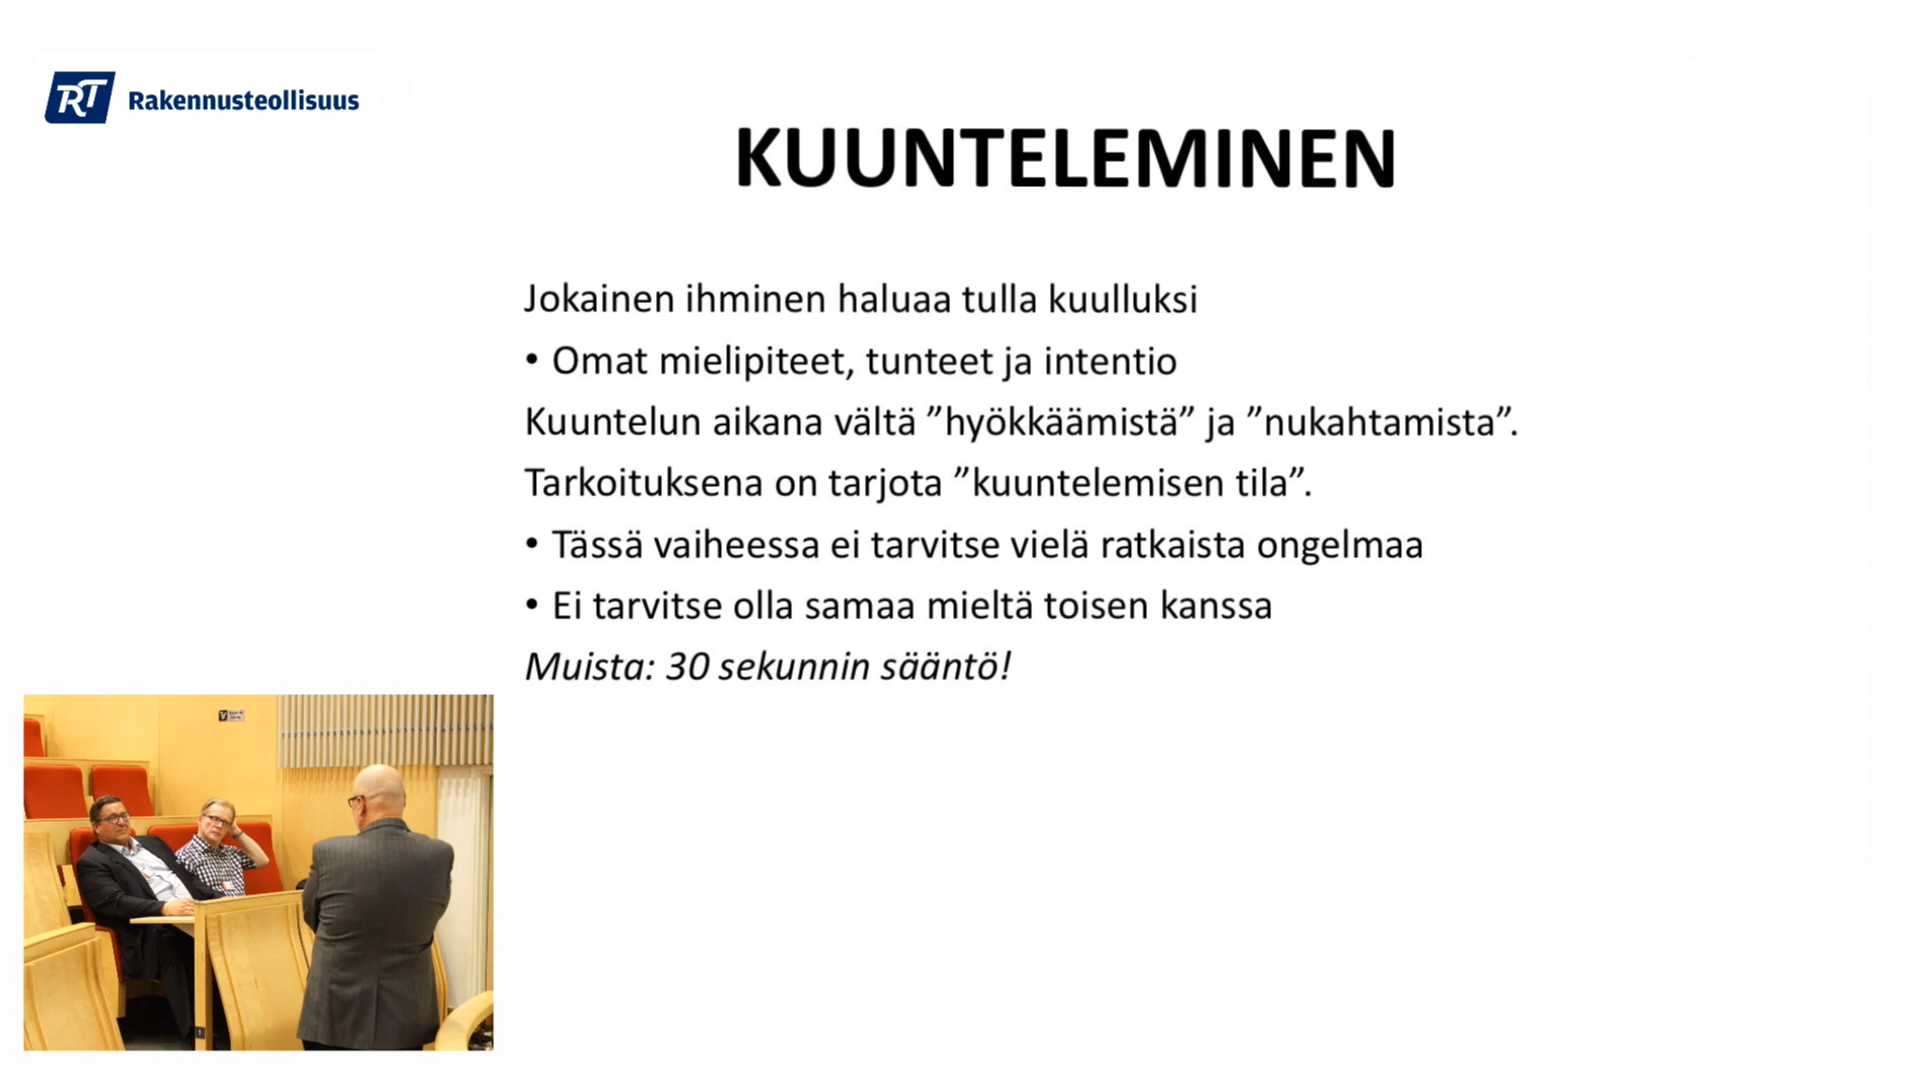 RT Rakennusteollisuus
KUUNTELEMINEN
Jokainen ihminen haluaa tulla kuulluksi
• Omat mielipiteet, tunteet ja intentio
Kuuntelun aikana vältä ”hyökkäämistä” ja ”nukahtamista”.
Tarkoituksena on tarjota ”kuuntelemisen tila”.
• Tässä vaiheessa ei tarvitse vielä ratkaista ongelmaa
• Ei tarvitse olla samaa mieltä toisen kanssa
Muista: 30 sekunnin sääntö!